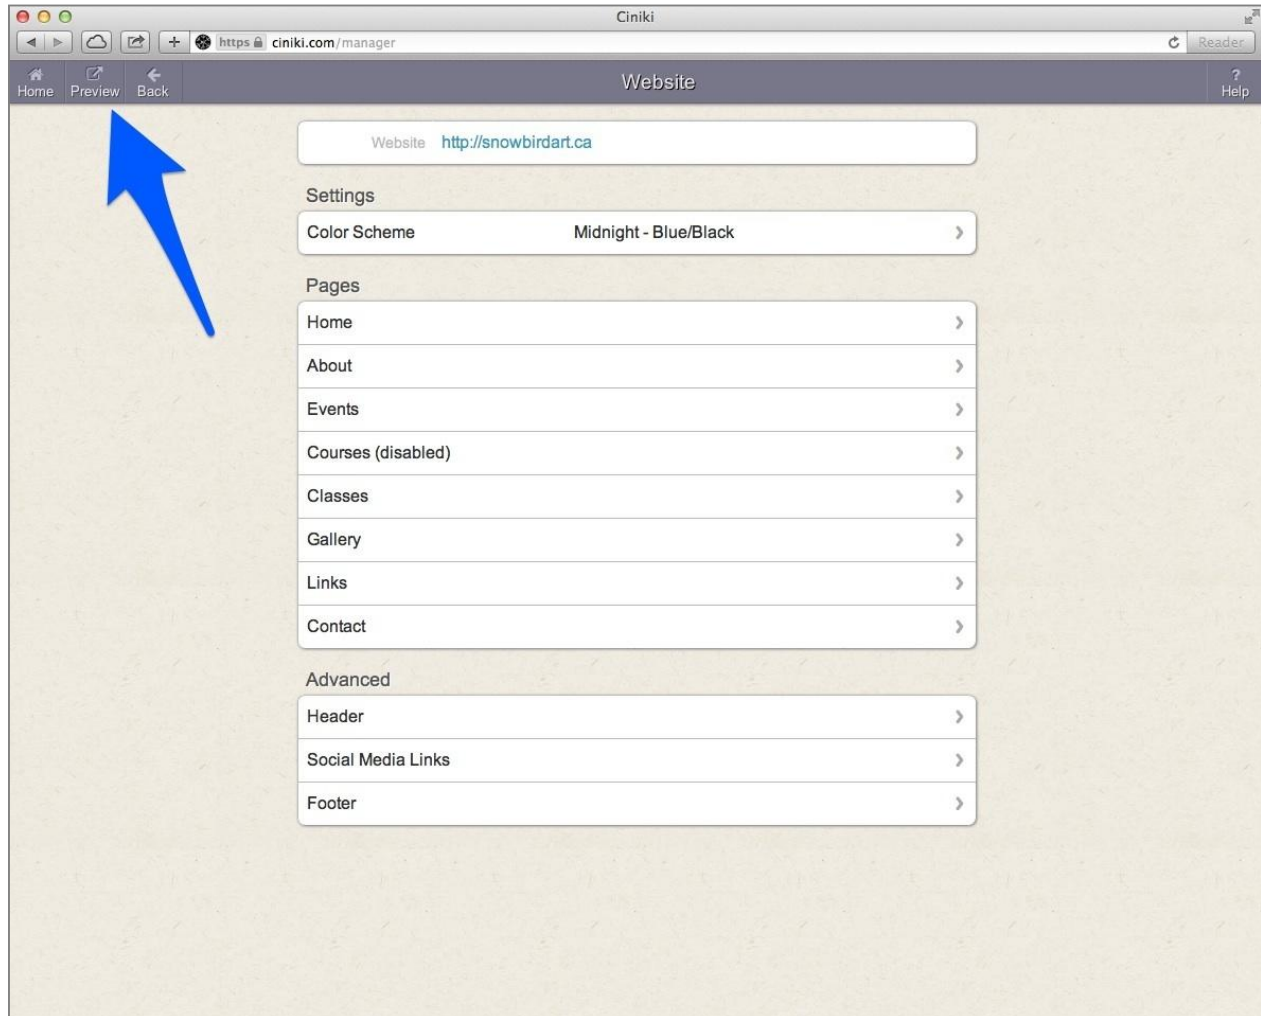 Ciniki
https ciniki.com/manager
Reader
Home Preview Back Website ? Help
Website http://snowbirdart.ca
Settings
Color Scheme Midnight - Blue/Black
Pages
Home
About
Events
Courses (disabled)
Classes
Gallery
Links
Contact
Advanced
Header
Social Media Links
Footer